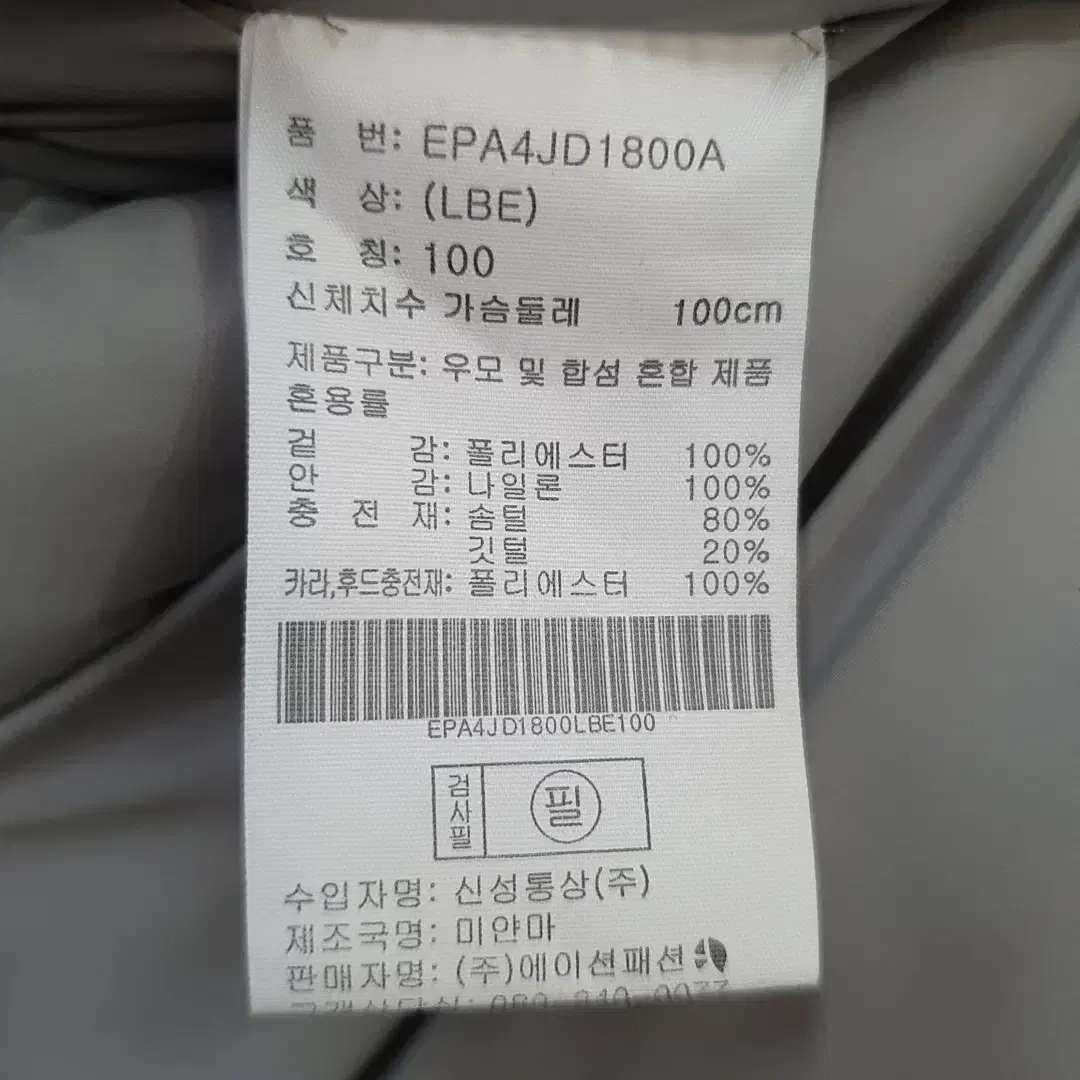 품 번: EPA4JD1800A
색 상: (LBE)
호 칭: 100
신체치수 가슴둘레 100cm
제품구분: 우모 및 합섬 혼합 제품
혼용률
겉 감: 폴리에스터 100%
안 감: 나일론 100%
충 전 재: 솜털 80%
깃털 20%
카라,후드충전재: 폴리에스터 100%
EPA4JD1800LBE100
검사필 필
수입자명: 신성통상(주)
제조국명: 미얀마
판매자명: (주)에이션패션